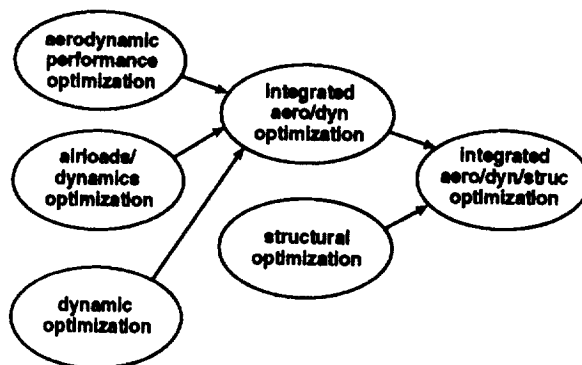 aerodynamic
performance
optimization
integrated
aero/dyn
optimization
airloads/
dynamics
optimization
integrated
aero/dyn/struc
optimization
structural
optimization
dynamic
optimization